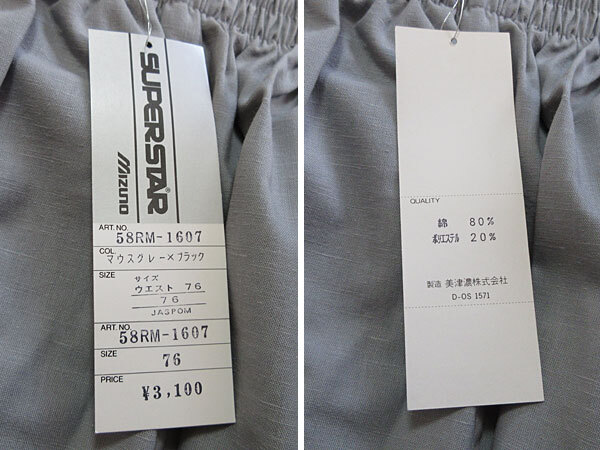 SUPERSTAR
Mizuno
ART. NO.
58RM-1607
COL.
マウスグレー×ブラック
SIZE
サイズ
ウエスト 76
76
JASPOM
ART. NO.
58RM-1607
SIZE
76
PRICE
¥3,100
QUALITY
綿 80%
ポリエステル 20%
製造 美津濃株式会社
D-OS 1571